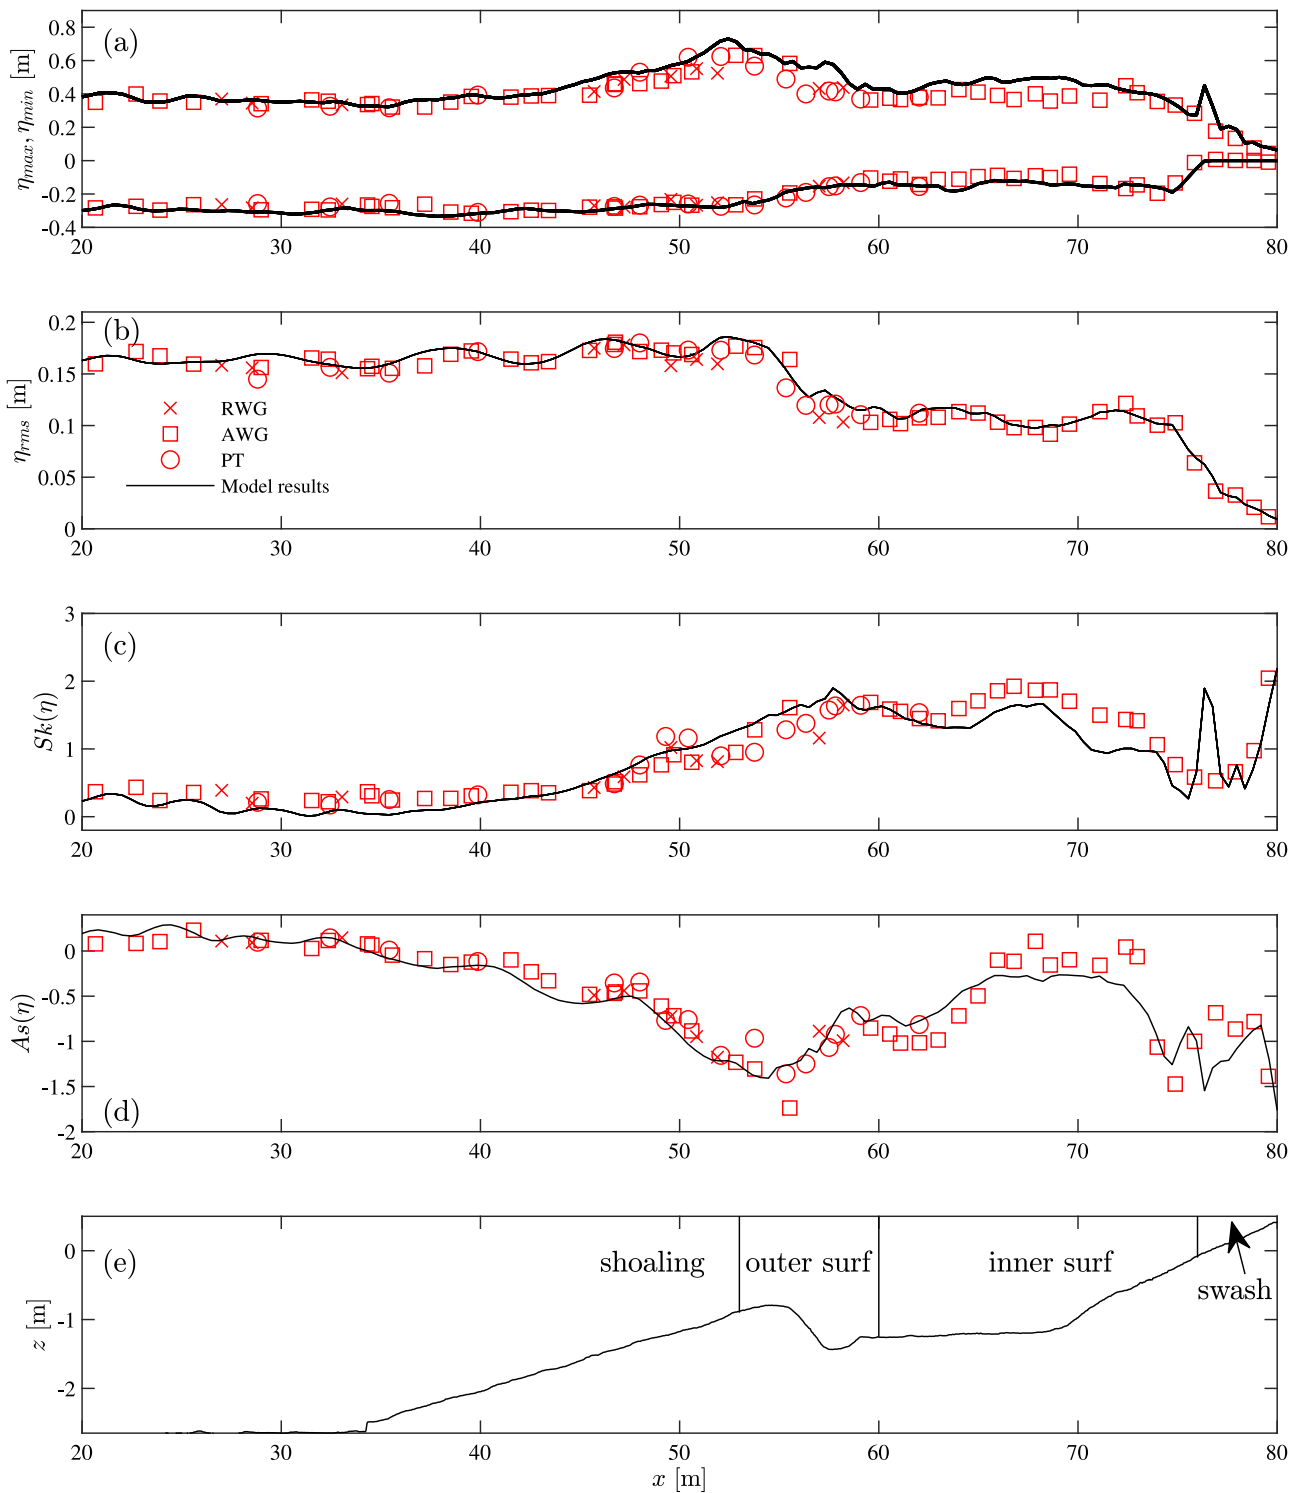 (a)
0.8
0.6
0.4
0.2
0
-0.2
-0.4
ηmax, ηmin [m]
20 30 40 50 60 70 80
(b)
0.2
0.15
0.1
0.05
0
ηrms [m]
RWG
AWG
PT
Model results
20 30 40 50 60 70 80
(c)
3
2
1
0
Sk(η)
20 30 40 50 60 70 80
0
-0.5
-1
-1.5
-2
As(η)
(d)
20 30 40 50 60 70 80
(e)
shoaling
outer surf
inner surf
swash
0
-1
-2
z [m]
20 30 40 50 60 70 80
x [m]